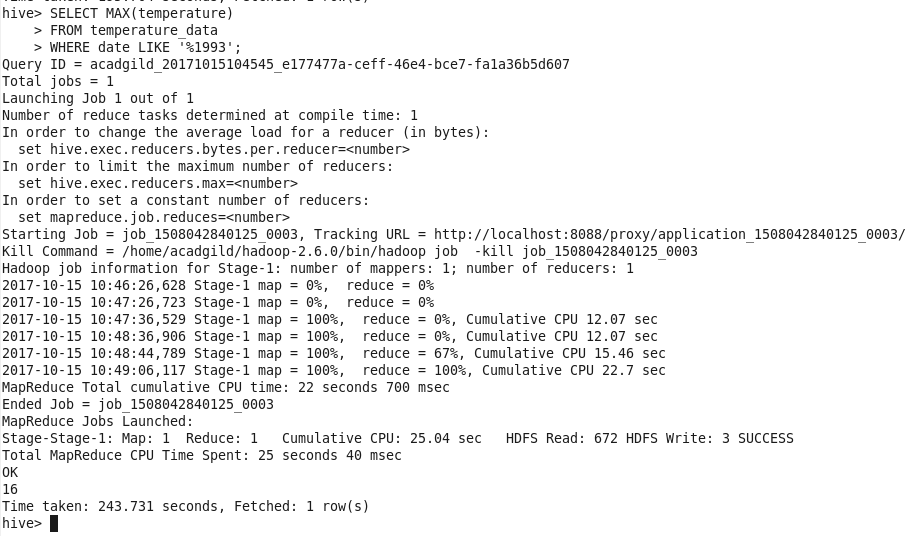 hive> SELECT MAX(temperature)
    > FROM temperature_data
    > WHERE date LIKE '%1993';
Query ID = acadgild_20171015104545_e177477a-ceff-46e4-bce7-fa1a36b5d607
Total jobs = 1
Launching Job 1 out of 1
Number of reduce tasks determined at compile time: 1
In order to change the average load for a reducer (in bytes):
  set hive.exec.reducers.bytes.per.reducer=<number>
In order to limit the maximum number of reducers:
  set hive.exec.reducers.max=<number>
In order to set a constant number of reducers:
  set mapreduce.job.reduces=<number>
Starting Job = job_1508042840125_0003, Tracking URL = http://localhost:8088/proxy/application_1508042840125_0003/
Kill Command = /home/acadgild/hadoop-2.6.0/bin/hadoop job  -kill job_1508042840125_0003
Hadoop job information for Stage-1: number of mappers: 1; number of reducers: 1
2017-10-15 10:46:26,628 Stage-1 map = 0%,  reduce = 0%
2017-10-15 10:47:26,723 Stage-1 map = 0%,  reduce = 0%
2017-10-15 10:47:36,529 Stage-1 map = 100%,  reduce = 0%, Cumulative CPU 12.07 sec
2017-10-15 10:48:36,906 Stage-1 map = 100%,  reduce = 0%, Cumulative CPU 12.07 sec
2017-10-15 10:48:44,789 Stage-1 map = 100%,  reduce = 67%, Cumulative CPU 15.46 sec
2017-10-15 10:49:06,117 Stage-1 map = 100%,  reduce = 100%, Cumulative CPU 22.7 sec
MapReduce Total cumulative CPU time: 22 seconds 700 msec
Ended Job = job_1508042840125_0003
MapReduce Jobs Launched:
Stage-Stage-1: Map: 1  Reduce: 1   Cumulative CPU: 25.04 sec   HDFS Read: 672 HDFS Write: 3 SUCCESS
Total MapReduce CPU Time Spent: 25 seconds 40 msec
OK
16
Time taken: 243.731 seconds, Fetched: 1 row(s)
hive>